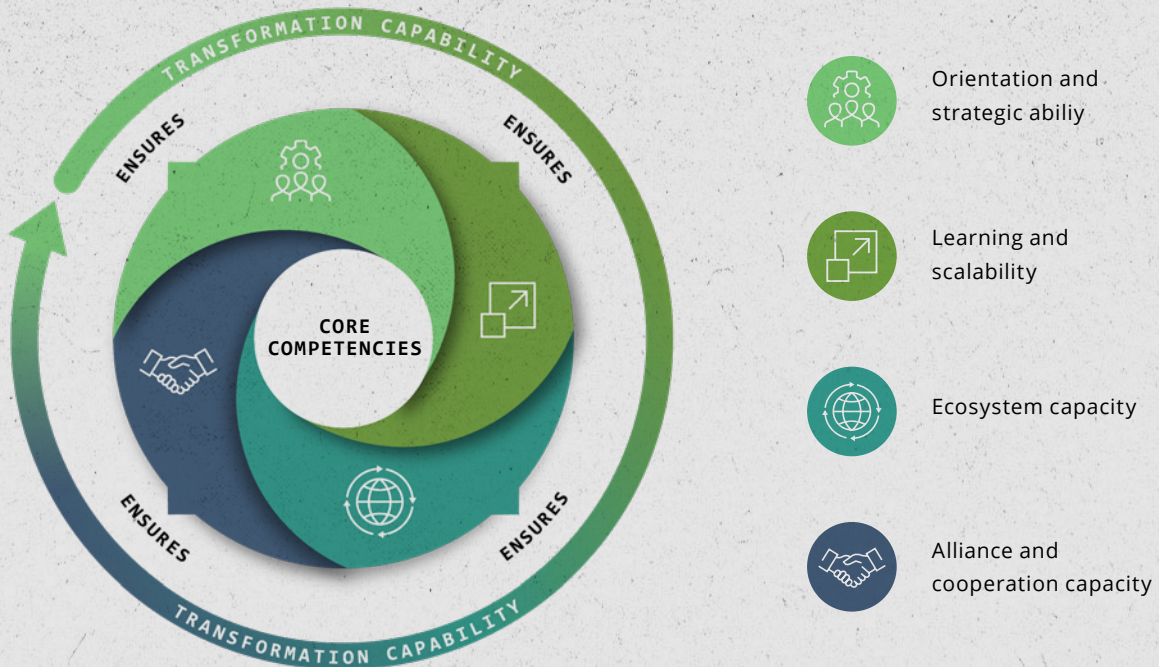 TRANSFORMATION CAPABILITY
ENSURES
ENSURES
CORE
COMPETENCIES
ENSURES
ENSURES
TRANSFORMATION CAPABILITY
Orientation and
strategic abiliy
Learning and
scalability
Ecosystem capacity
Alliance and
cooperation capacity